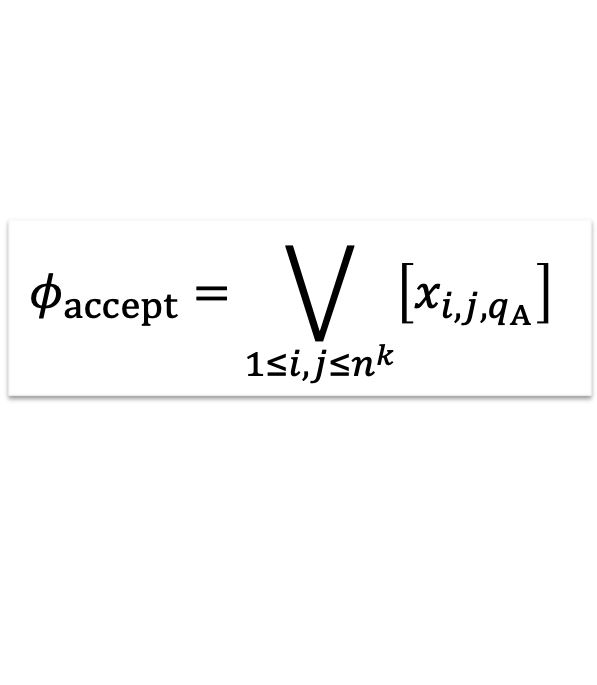 ϕ_accept = ⋁_{1≤i,j≤n^k} [x_{i,j,q_A}]